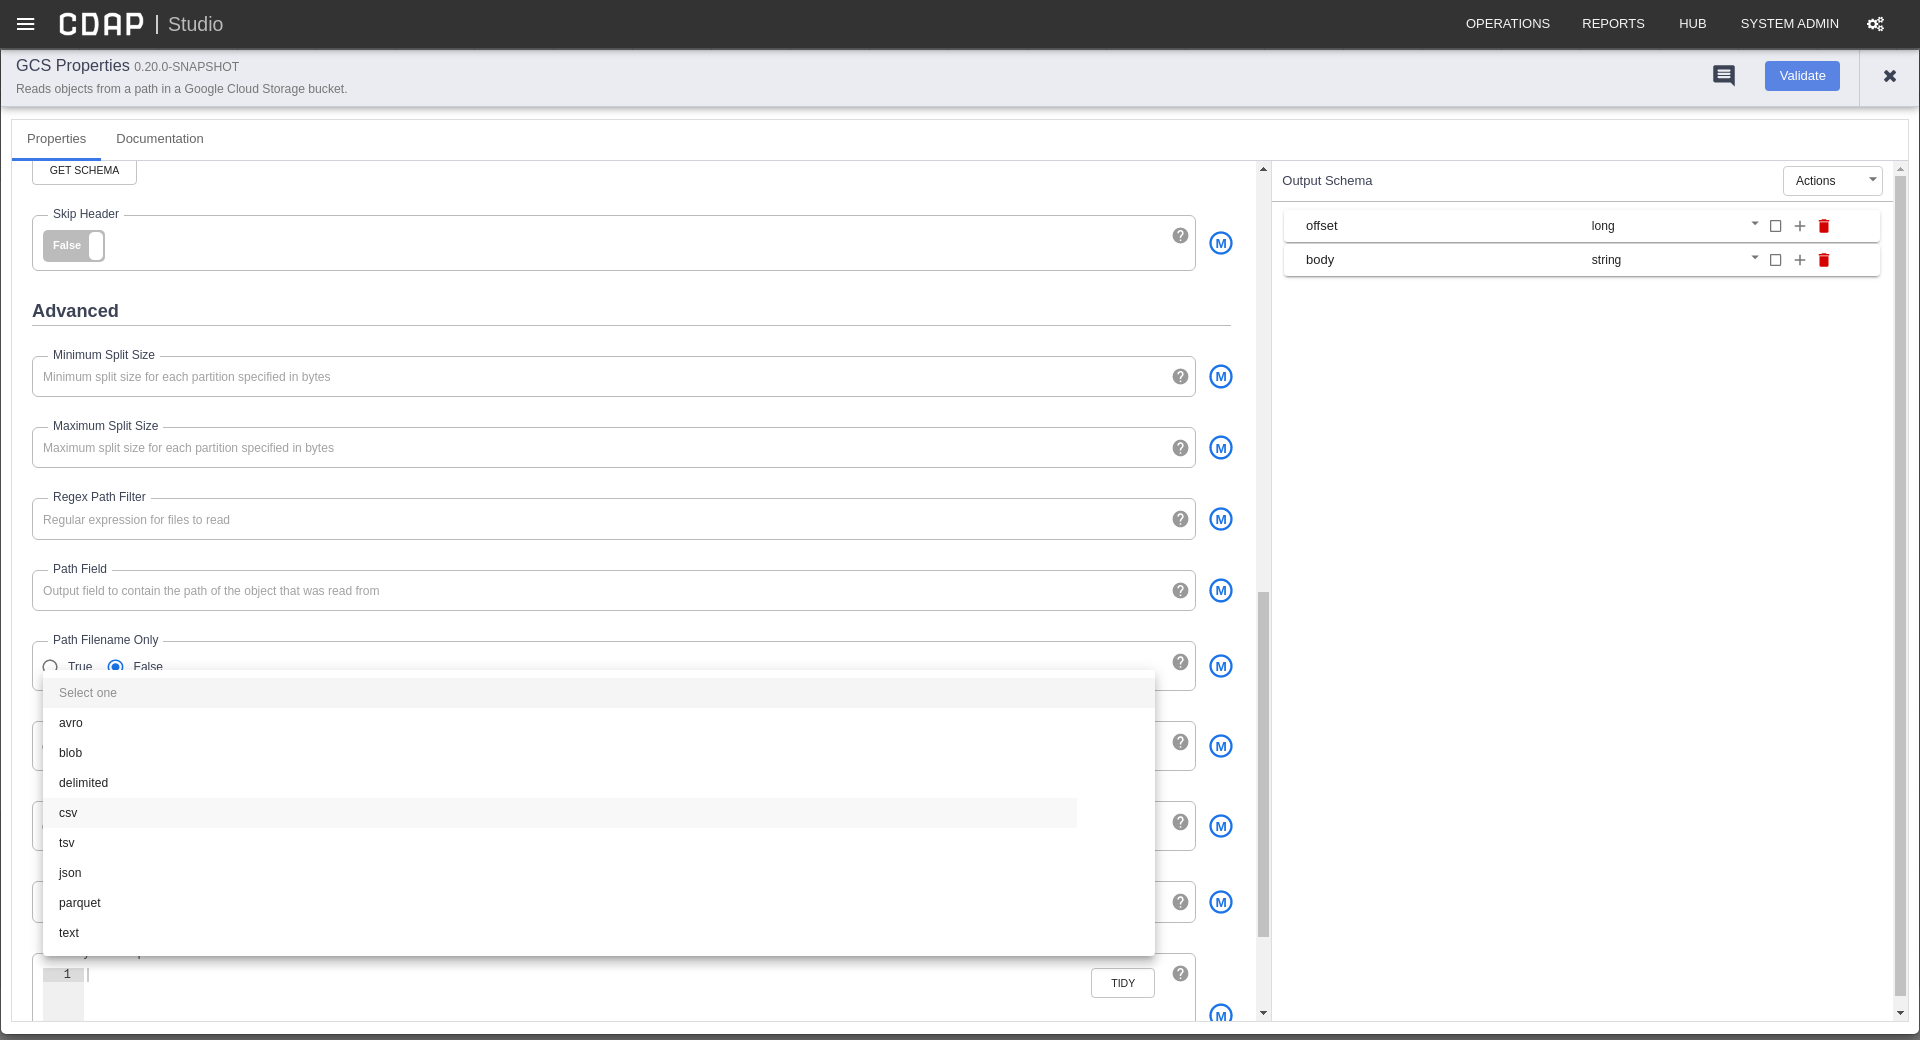 CDAP | Studio
OPERATIONS REPORTS HUB SYSTEM ADMIN
GCS Properties 0.20.0-SNAPSHOT
Reads objects from a path in a Google Cloud Storage bucket.
Validate
Properties Documentation
GET SCHEMA
Skip Header
False
M
Advanced
Minimum Split Size
Minimum split size for each partition specified in bytes
M
Maximum Split Size
Maximum split size for each partition specified in bytes
M
Regex Path Filter
Regular expression for files to read
M
Path Field
Output field to contain the path of the object that was read from
M
Path Filename Only
True False
M
Select one
avro
blob
M
delimited
csv
M
tsv
json
parquet
M
text
1
TIDY
M
Output Schema
Actions
offset long
body string